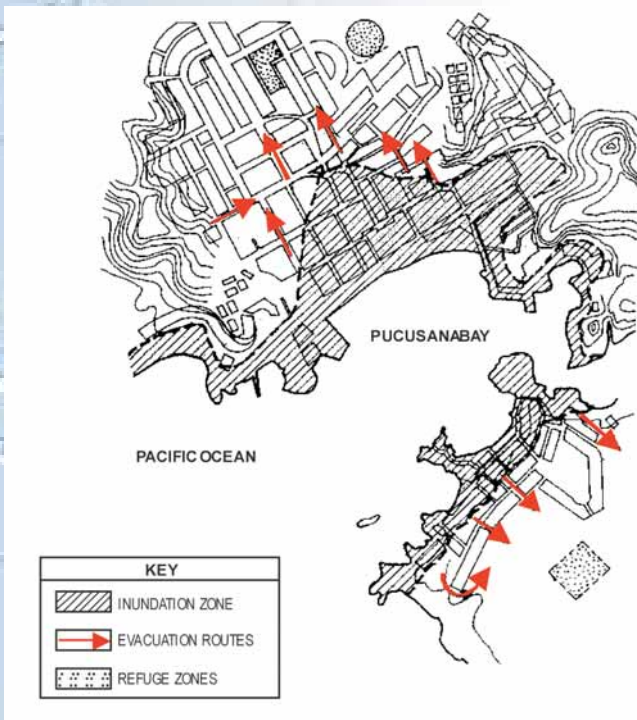 PUCUSANABAY
PACIFIC OCEAN
KEY
INUNDATION ZONE
EVACUATION ROUTES
REFUGE ZONES